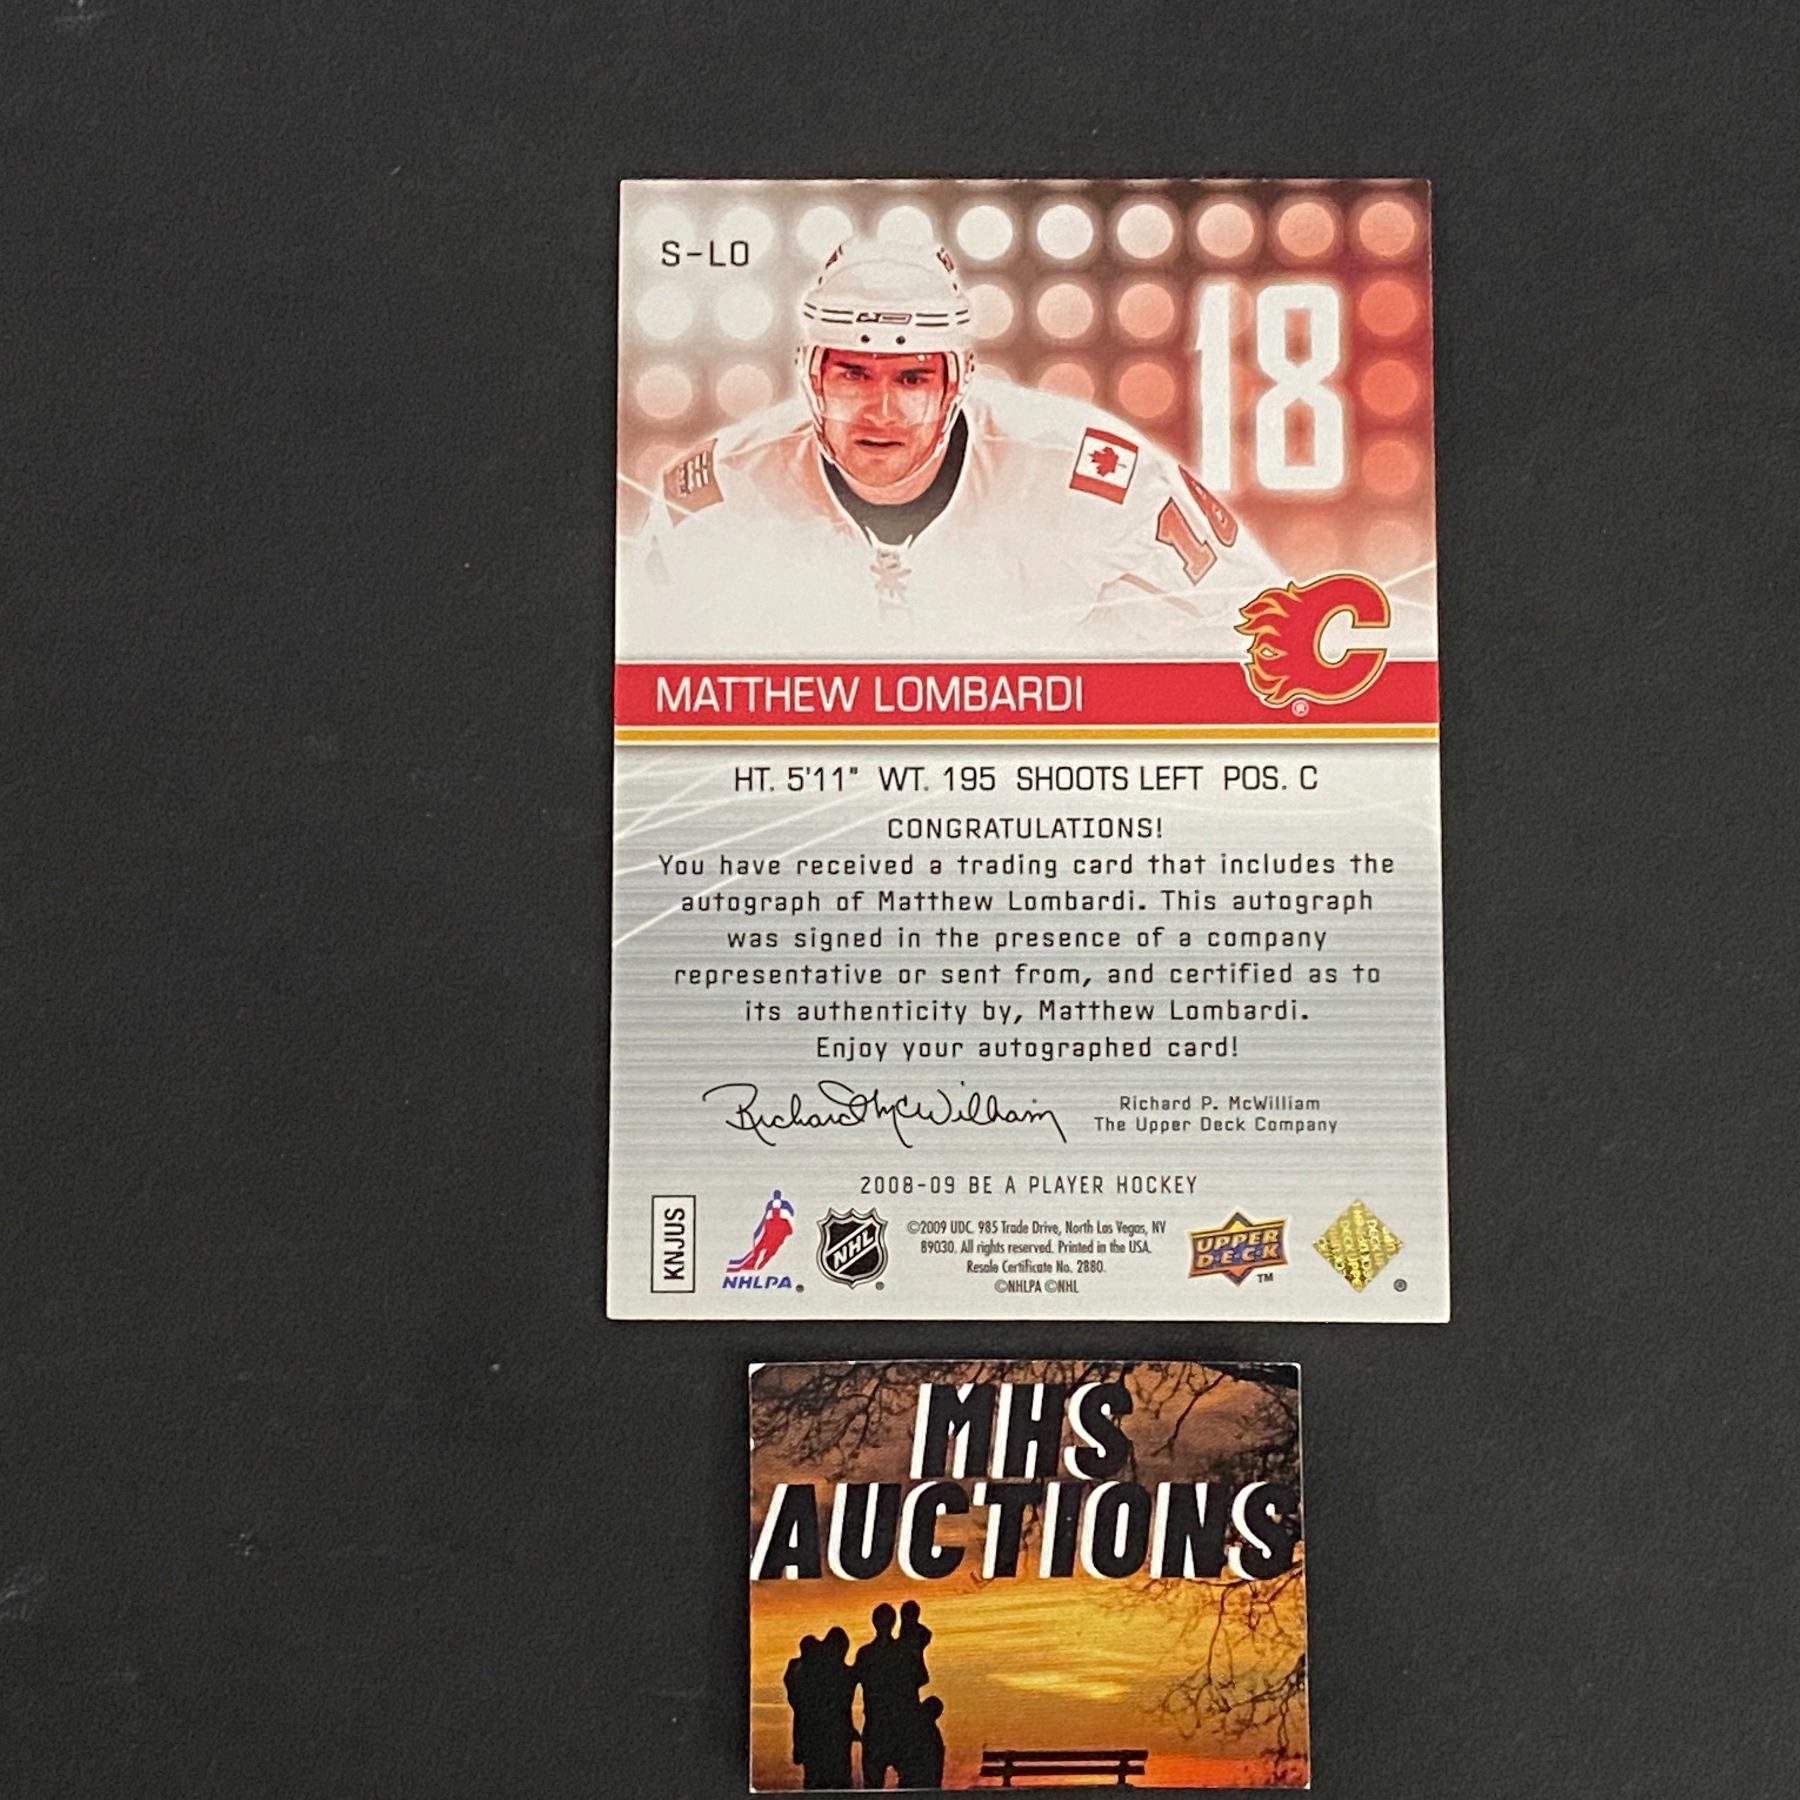 S-LO
18
18
MATTHEW LOMBARDI
HT. 5'11" WT. 195 SHOOTS LEFT POS. C
CONGRATULATIONS!
You have received a trading card that includes the
autograph of Matthew Lombardi. This autograph
was signed in the presence of a company
representative or sent from, and certified as to
its authenticity by, Matthew Lombardi.
Enjoy your autographed card!
Richard McWilliam
Richard P. McWilliam
The Upper Deck Company
2008-09 BE A PLAYER HOCKEY
KNJUS
NHLPA
NHL
©2009 UDC. 985 Trade Drive, North Las Vegas, NV
89030. All rights reserved. Printed in the USA.
Resale Certificate No. 2880.
©NHLPA ©NHL
UPPER
D·E·C·K
TM
MHS
AUCTIONS